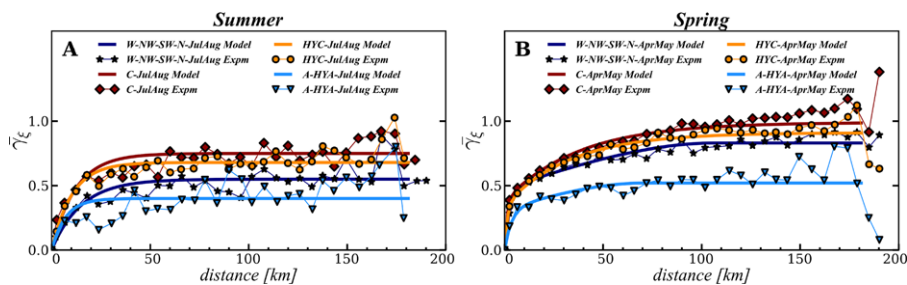 Summer
A
W-NW-SW-N-JulAug Model
W-NW-SW-N-JulAug Expm
C-JulAug Model
C-JulAug Expm
HYC-JulAug Model
HYC-JulAug Expm
A-HYA-JulAug Model
A-HYA-JulAug Expm
γ̄ξ
1.0
0.5
0.0
0 50 100 150 200
distance [km]
Spring
B
W-NW-SW-N-AprMay Model
W-NW-SW-N-AprMay Expm
C-AprMay Model
C-AprMay Expm
HYC-AprMay Model
HYC-AprMay Expm
A-HYA-AprMay Model
A-HYA-AprMay Expm
γ̄ξ
1.0
0.5
0.0
0 50 100 150 200
distance [km]